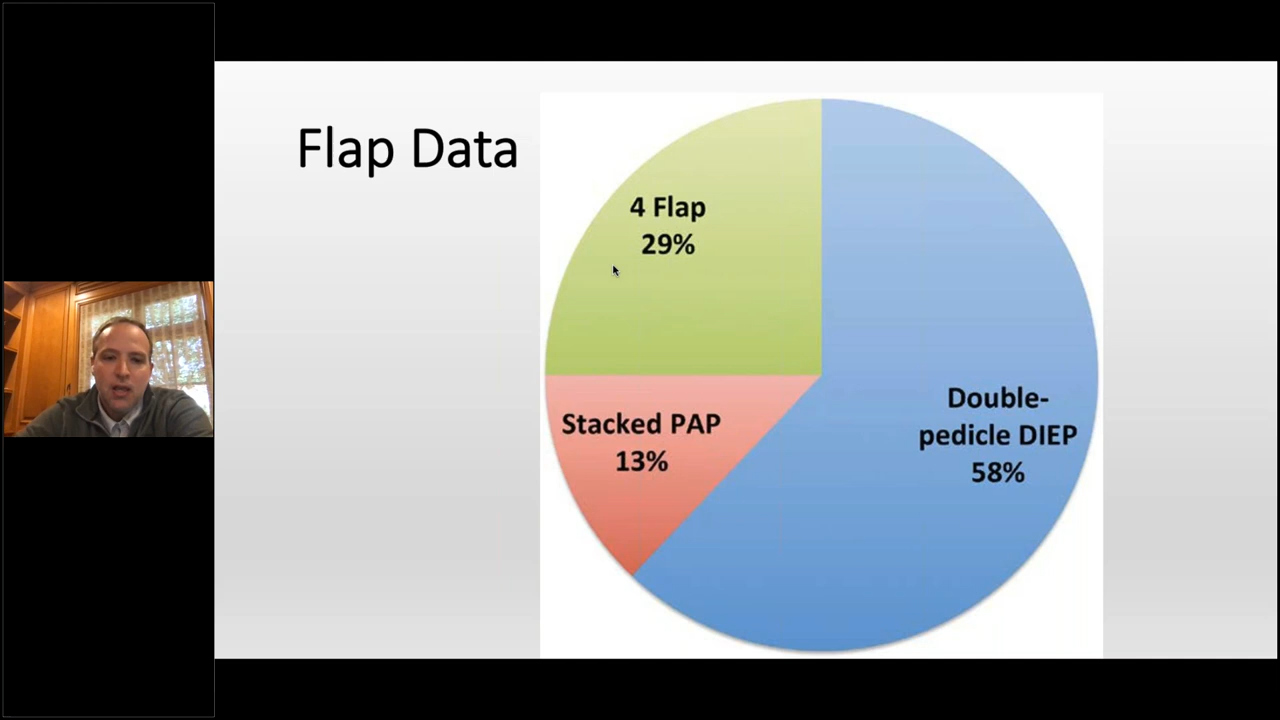 Flap Data
4 Flap
29%
Stacked PAP
13%
Double-
pedicle DIEP
58%